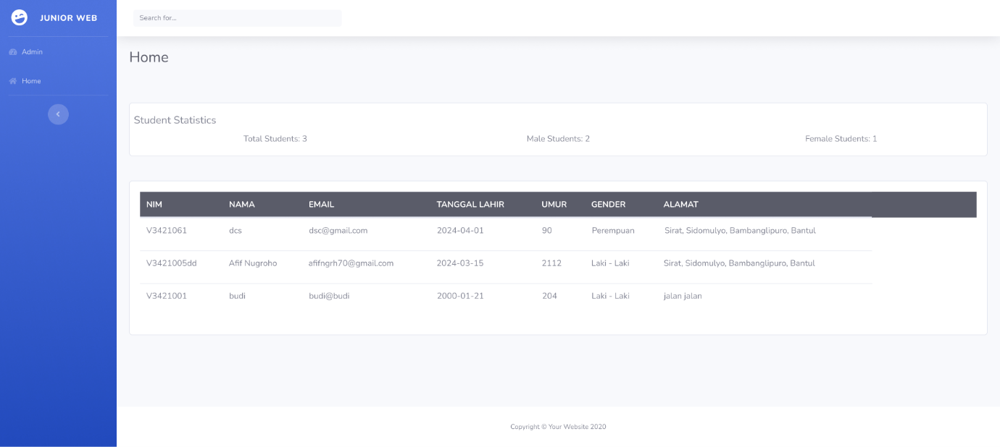 JUNIOR WEB
Search for...
Admin
Home
Home
Student Statistics
Total Students: 3 Male Students: 2 Female Students: 1
NIM NAMA EMAIL TANGGAL LAHIR UMUR GENDER ALAMAT
V3421061 dcs dsc@gmail.com 2024-04-01 90 Perempuan Sirat, Sidomulyo, Bambanglipuro, Bantul
V3421005dd Afif Nugroho afifngrh70@gmail.com 2024-03-15 2112 Laki - Laki Sirat, Sidomulyo, Bambanglipuro, Bantul
V3421001 budi budi@budi 2000-01-21 204 Laki - Laki jalan jalan
Copyright © Your Website 2020